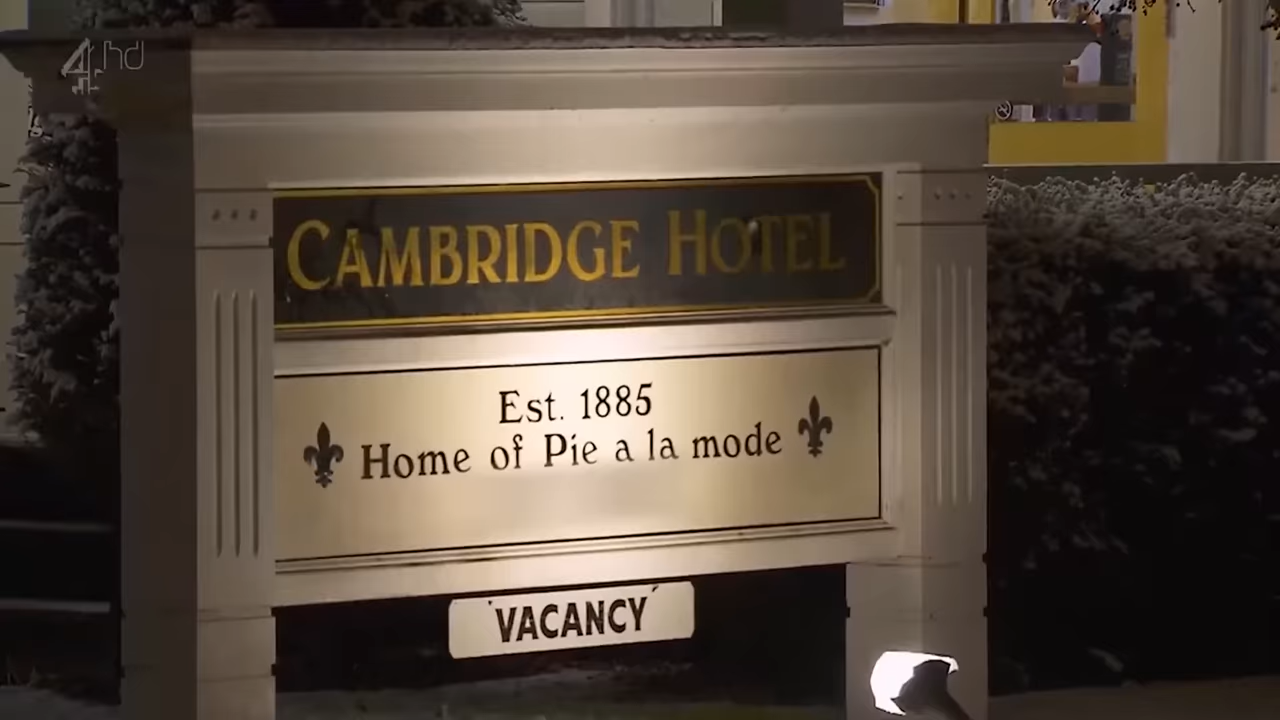 4hd
CAMBRIDGE HOTEL
Est. 1885
Home of Pie a la mode
VACANCY